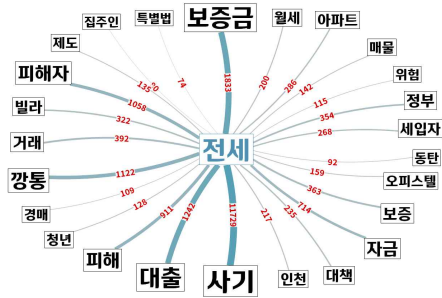 보증금
집주인
특별법
월세
아파트
제도
매물
피해자
위험
정부
빌라
세입자
거래
전세
동탄
깡통
오피스텔
경매
보증
청년
자금
피해
대출
사기
인천
대책
1833
200
286
142
115
354
268
92
159
363
714
235
217
11729
1242
911
128
109
1122
392
322
1058
135
20
74